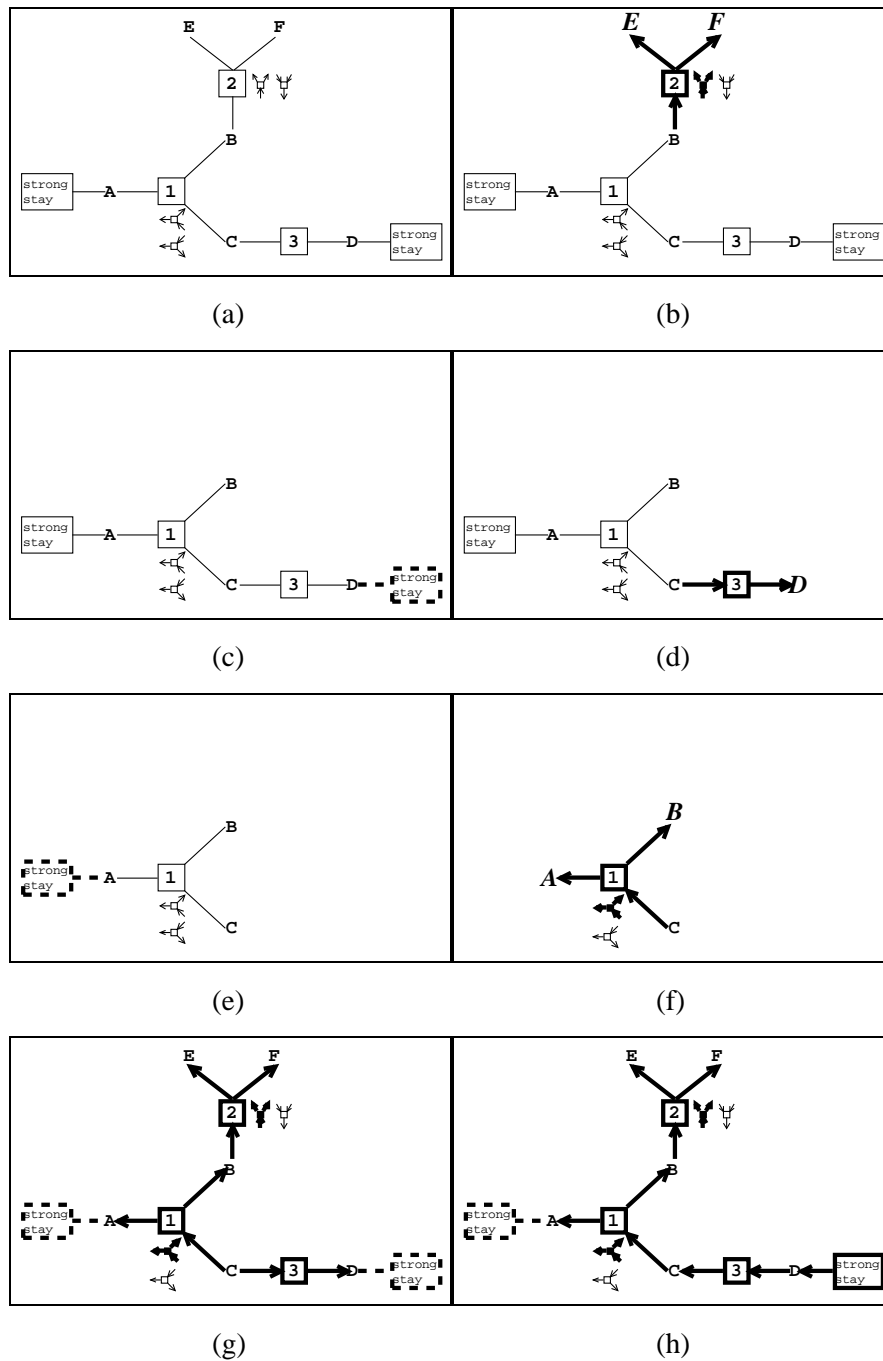 E F E F
2 2
B B
strong stay A 1 strong stay A 1
C 3 D strong stay C 3 D strong stay
(a) (b)
B B
strong stay A 1 strong stay A 1
C 3 D strong stay C 3 D
(c) (d)
B B
strong stay A 1 A 1
C C
(e) (f)
E F E F
2 2
B B
strong stay A 1 strong stay A 1
C 3 D strong stay C 3 D strong stay
(g) (h)